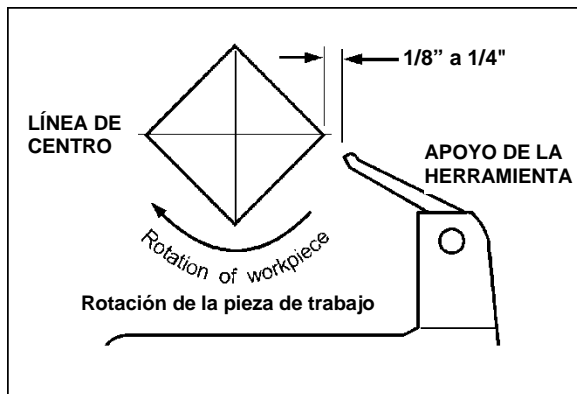 1/8” a 1/4"
LÍNEA DE
CENTRO
APOYO DE LA
HERRAMIENTA
Rotation of workpiece
Rotación de la pieza de trabajo